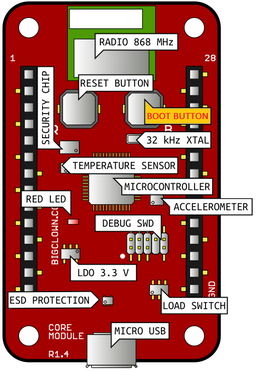 RADIO 868 MHz
1
28
RESET BUTTON
SECURITY CHIP
BOOT BUTTON
R
B
32 kHz XTAL
TEMPERATURE SENSOR
MICROCONTROLLER
RED LED
ACCELEROMETER
DEBUG SWD
LDO 3.3 V
ESD PROTECTION
LOAD SWITCH
GND
CORE
MODULE
R1.4
MICRO USB